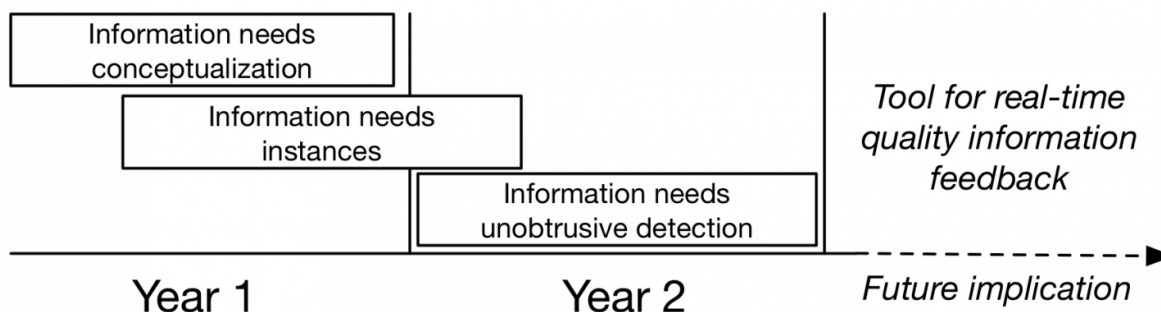 Information needs
conceptualization
Information needs
instances
Information needs
unobtrusive detection
Tool for real-time
quality information
feedback
Year 1
Year 2
Future implication